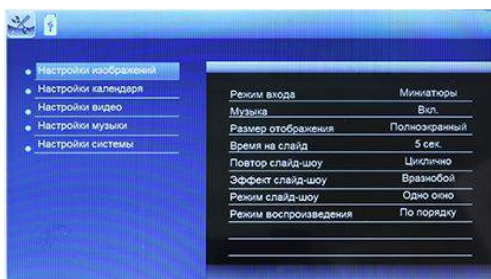 Настройки изображений
Настройки календаря
Настройки видео
Настройки музыки
Настройки системы
Режим входа Миниатюры
Музыка Вкл.
Размер отображения Полноэкранный
Время на слайд 5 сек.
Повтор слайд-шоу Циклично
Эффект слайд-шоу Вразнобой
Режим слайд-шоу Одно окно
Режим воспроизведения По порядку